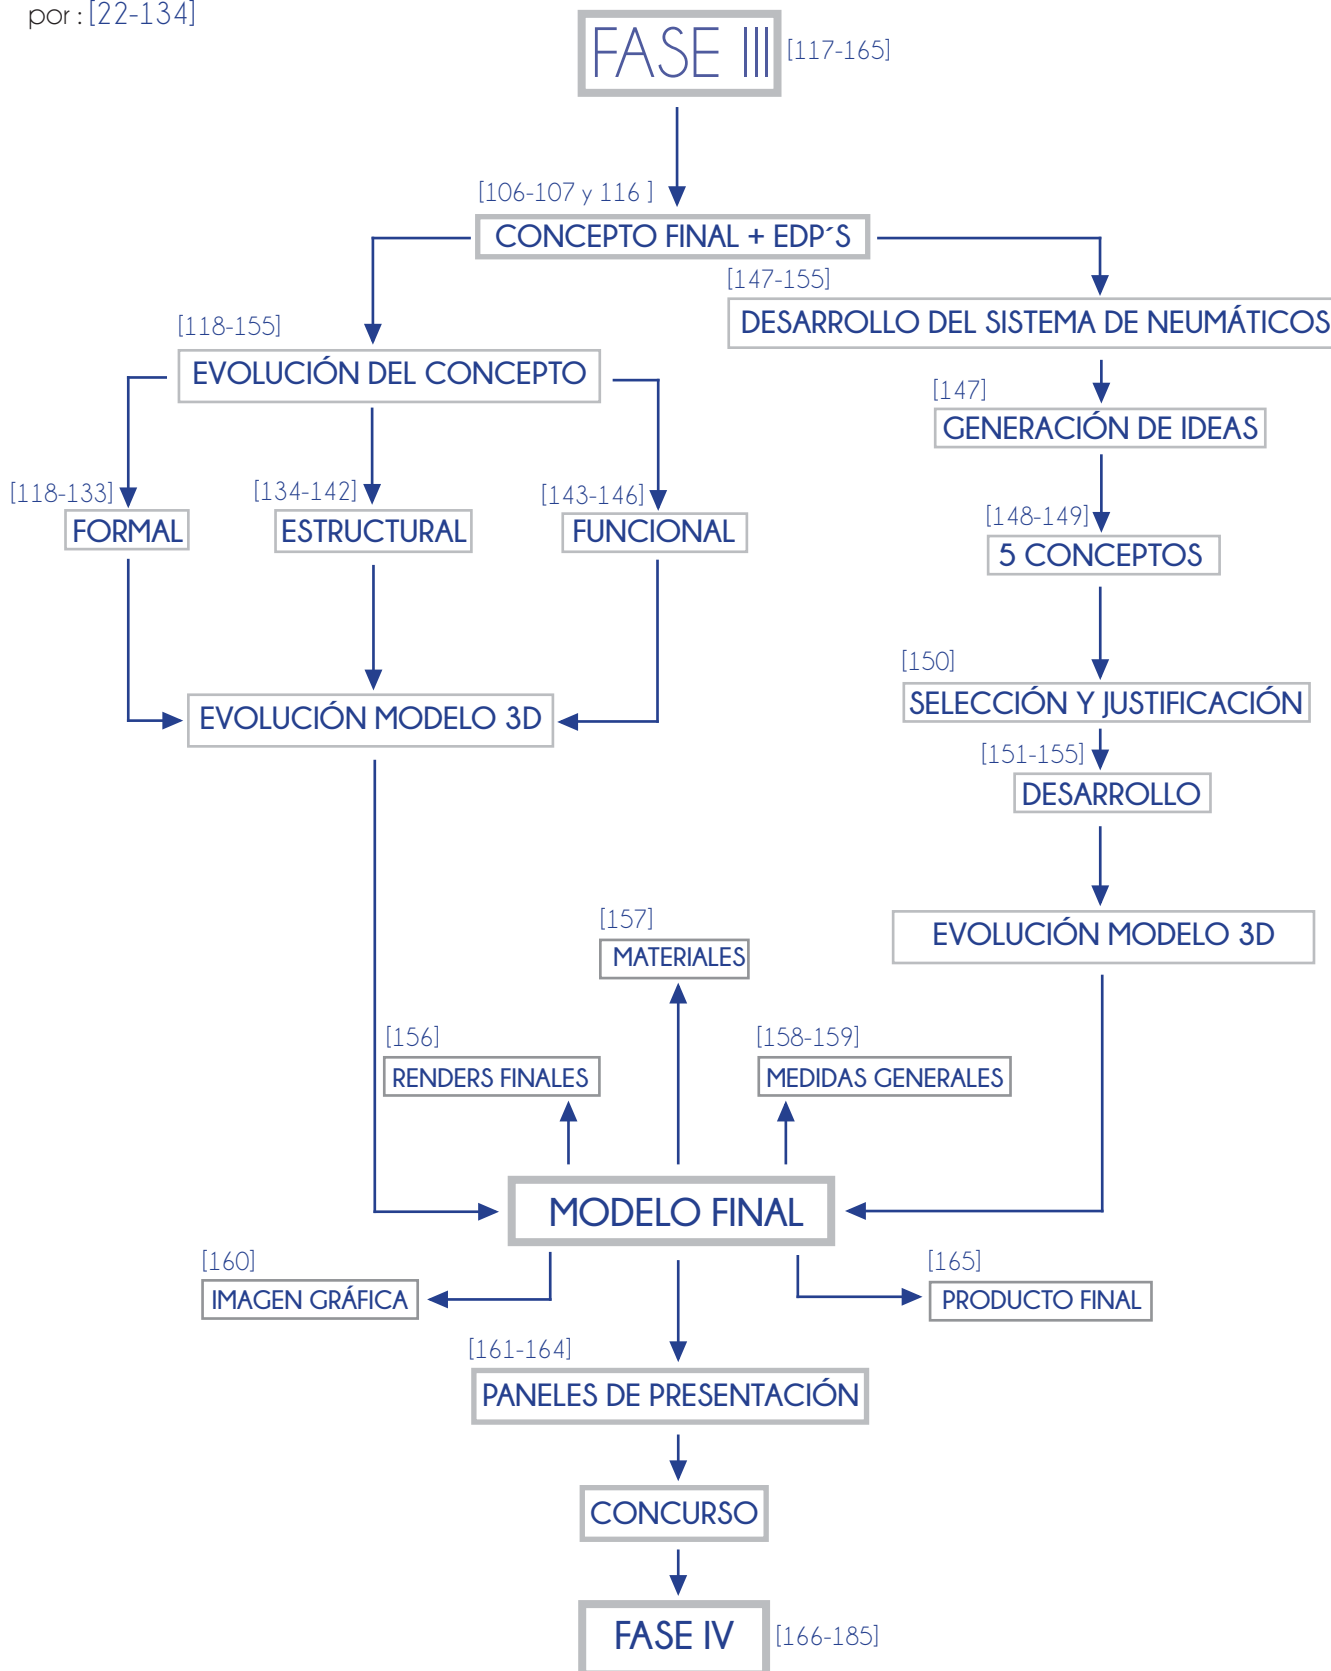 por : [22-134]
FASE III
[117-165]
[106-107 y 116 ]
CONCEPTO FINAL + EDP´S
[147-155]
DESARROLLO DEL SISTEMA DE NEUMÁTICOS
[118-155]
EVOLUCIÓN DEL CONCEPTO
[147]
GENERACIÓN DE IDEAS
[118-133]
FORMAL
[134-142]
ESTRUCTURAL
[143-146]
FUNCIONAL
[148-149]
5 CONCEPTOS
[150]
SELECCIÓN Y JUSTIFICACIÓN
EVOLUCIÓN MODELO 3D
[151-155]
DESARROLLO
EVOLUCIÓN MODELO 3D
[157]
MATERIALES
[156]
RENDERS FINALES
[158-159]
MEDIDAS GENERALES
MODELO FINAL
[160]
IMAGEN GRÁFICA
[165]
PRODUCTO FINAL
[161-164]
PANELES DE PRESENTACIÓN
CONCURSO
FASE IV
[166-185]